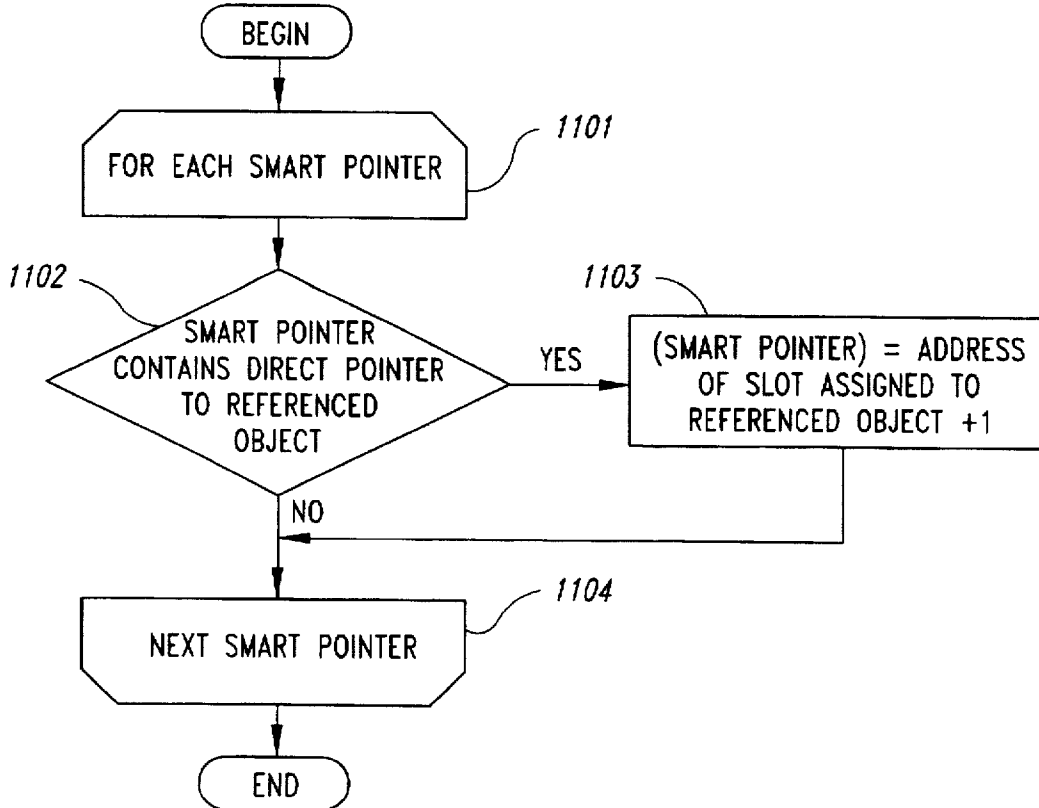 BEGIN
1101
FOR EACH SMART POINTER
1102
SMART POINTER
CONTAINS DIRECT POINTER
TO REFERENCED
OBJECT
YES
1103
(SMART POINTER) = ADDRESS
OF SLOT ASSIGNED TO
REFERENCED OBJECT +1
NO
1104
NEXT SMART POINTER
END